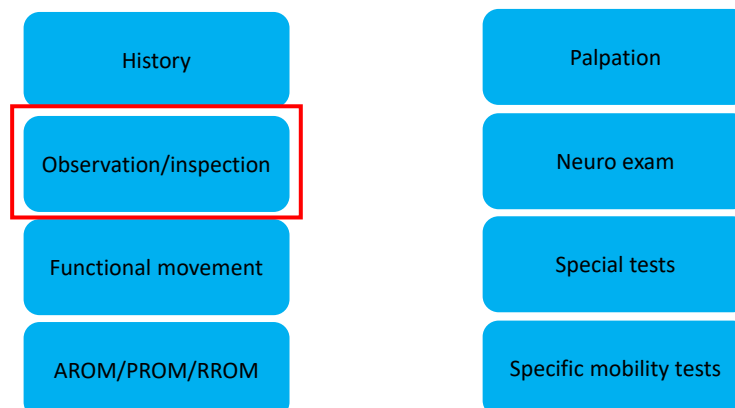 History
Observation/inspection
Functional movement
AROM/PROM/RROM
Palpation
Neuro exam
Special tests
Specific mobility tests